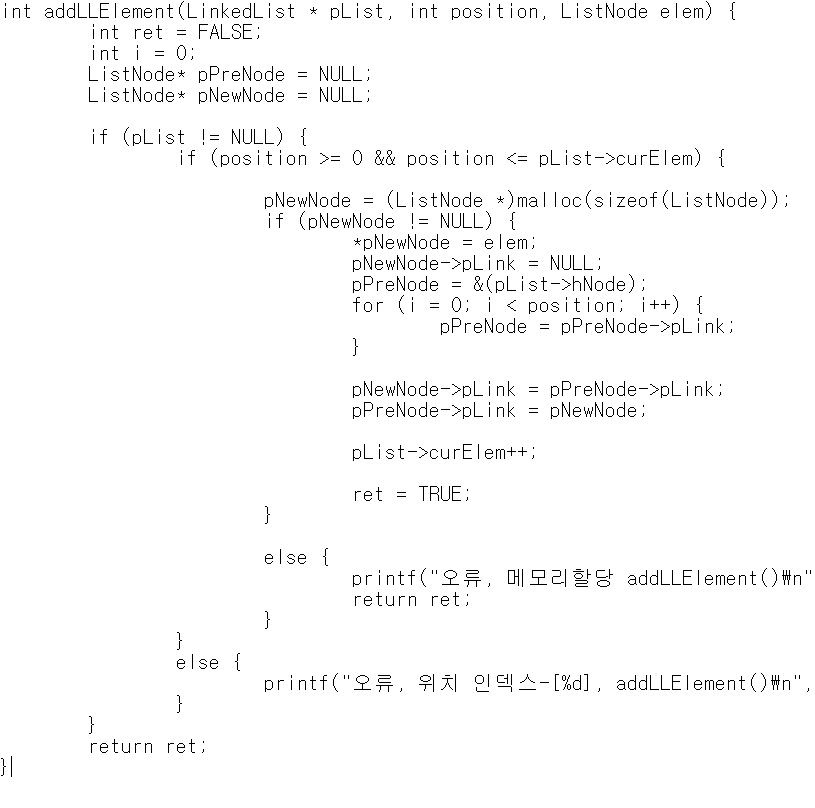 int addLLElement(LinkedList * pList, int position, ListNode elem) {
int ret = FALSE;
int i = 0;
ListNode* pPreNode = NULL;
ListNode* pNewNode = NULL;
if (pList != NULL) {
if (position >= 0 && position <= pList->curElem) {
pNewNode = (ListNode *)malloc(sizeof(ListNode));
if (pNewNode != NULL) {
*pNewNode = elem;
pNewNode->pLink = NULL;
pPreNode = &(pList->hNode);
for (i = 0; i < position; i++) {
pPreNode = pPreNode->pLink;
}
pNewNode->pLink = pPreNode->pLink;
pPreNode->pLink = pNewNode;
pList->curElem++;
ret = TRUE;
}
else {
printf("오류, 메모리할당 addLLElement()₩n"
return ret;
}
}
else {
printf("오류, 위치 인덱스-[%d], addLLElement()₩n",
}
}
return ret;
}